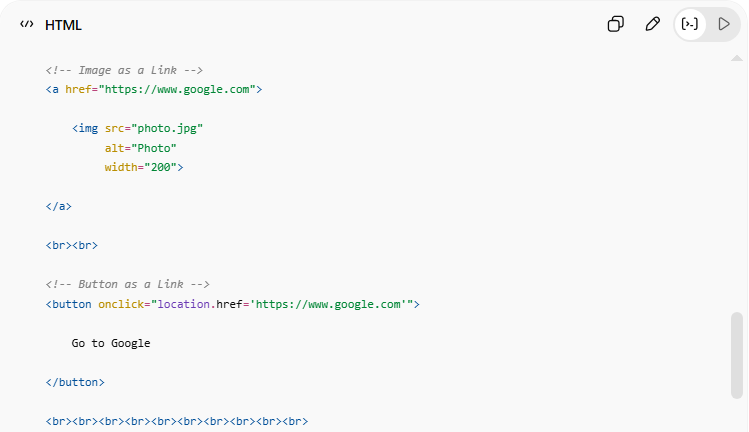 </> HTML
<!-- Image as a Link -->
<a href="https://www.google.com">
<img src="photo.jpg"
alt="Photo"
width="200">
</a>
<br><br>
<!-- Button as a Link -->
<button onclick="location.href='https://www.google.com'">
Go to Google
</button>
<br><br><br><br><br><br><br><br><br><br>